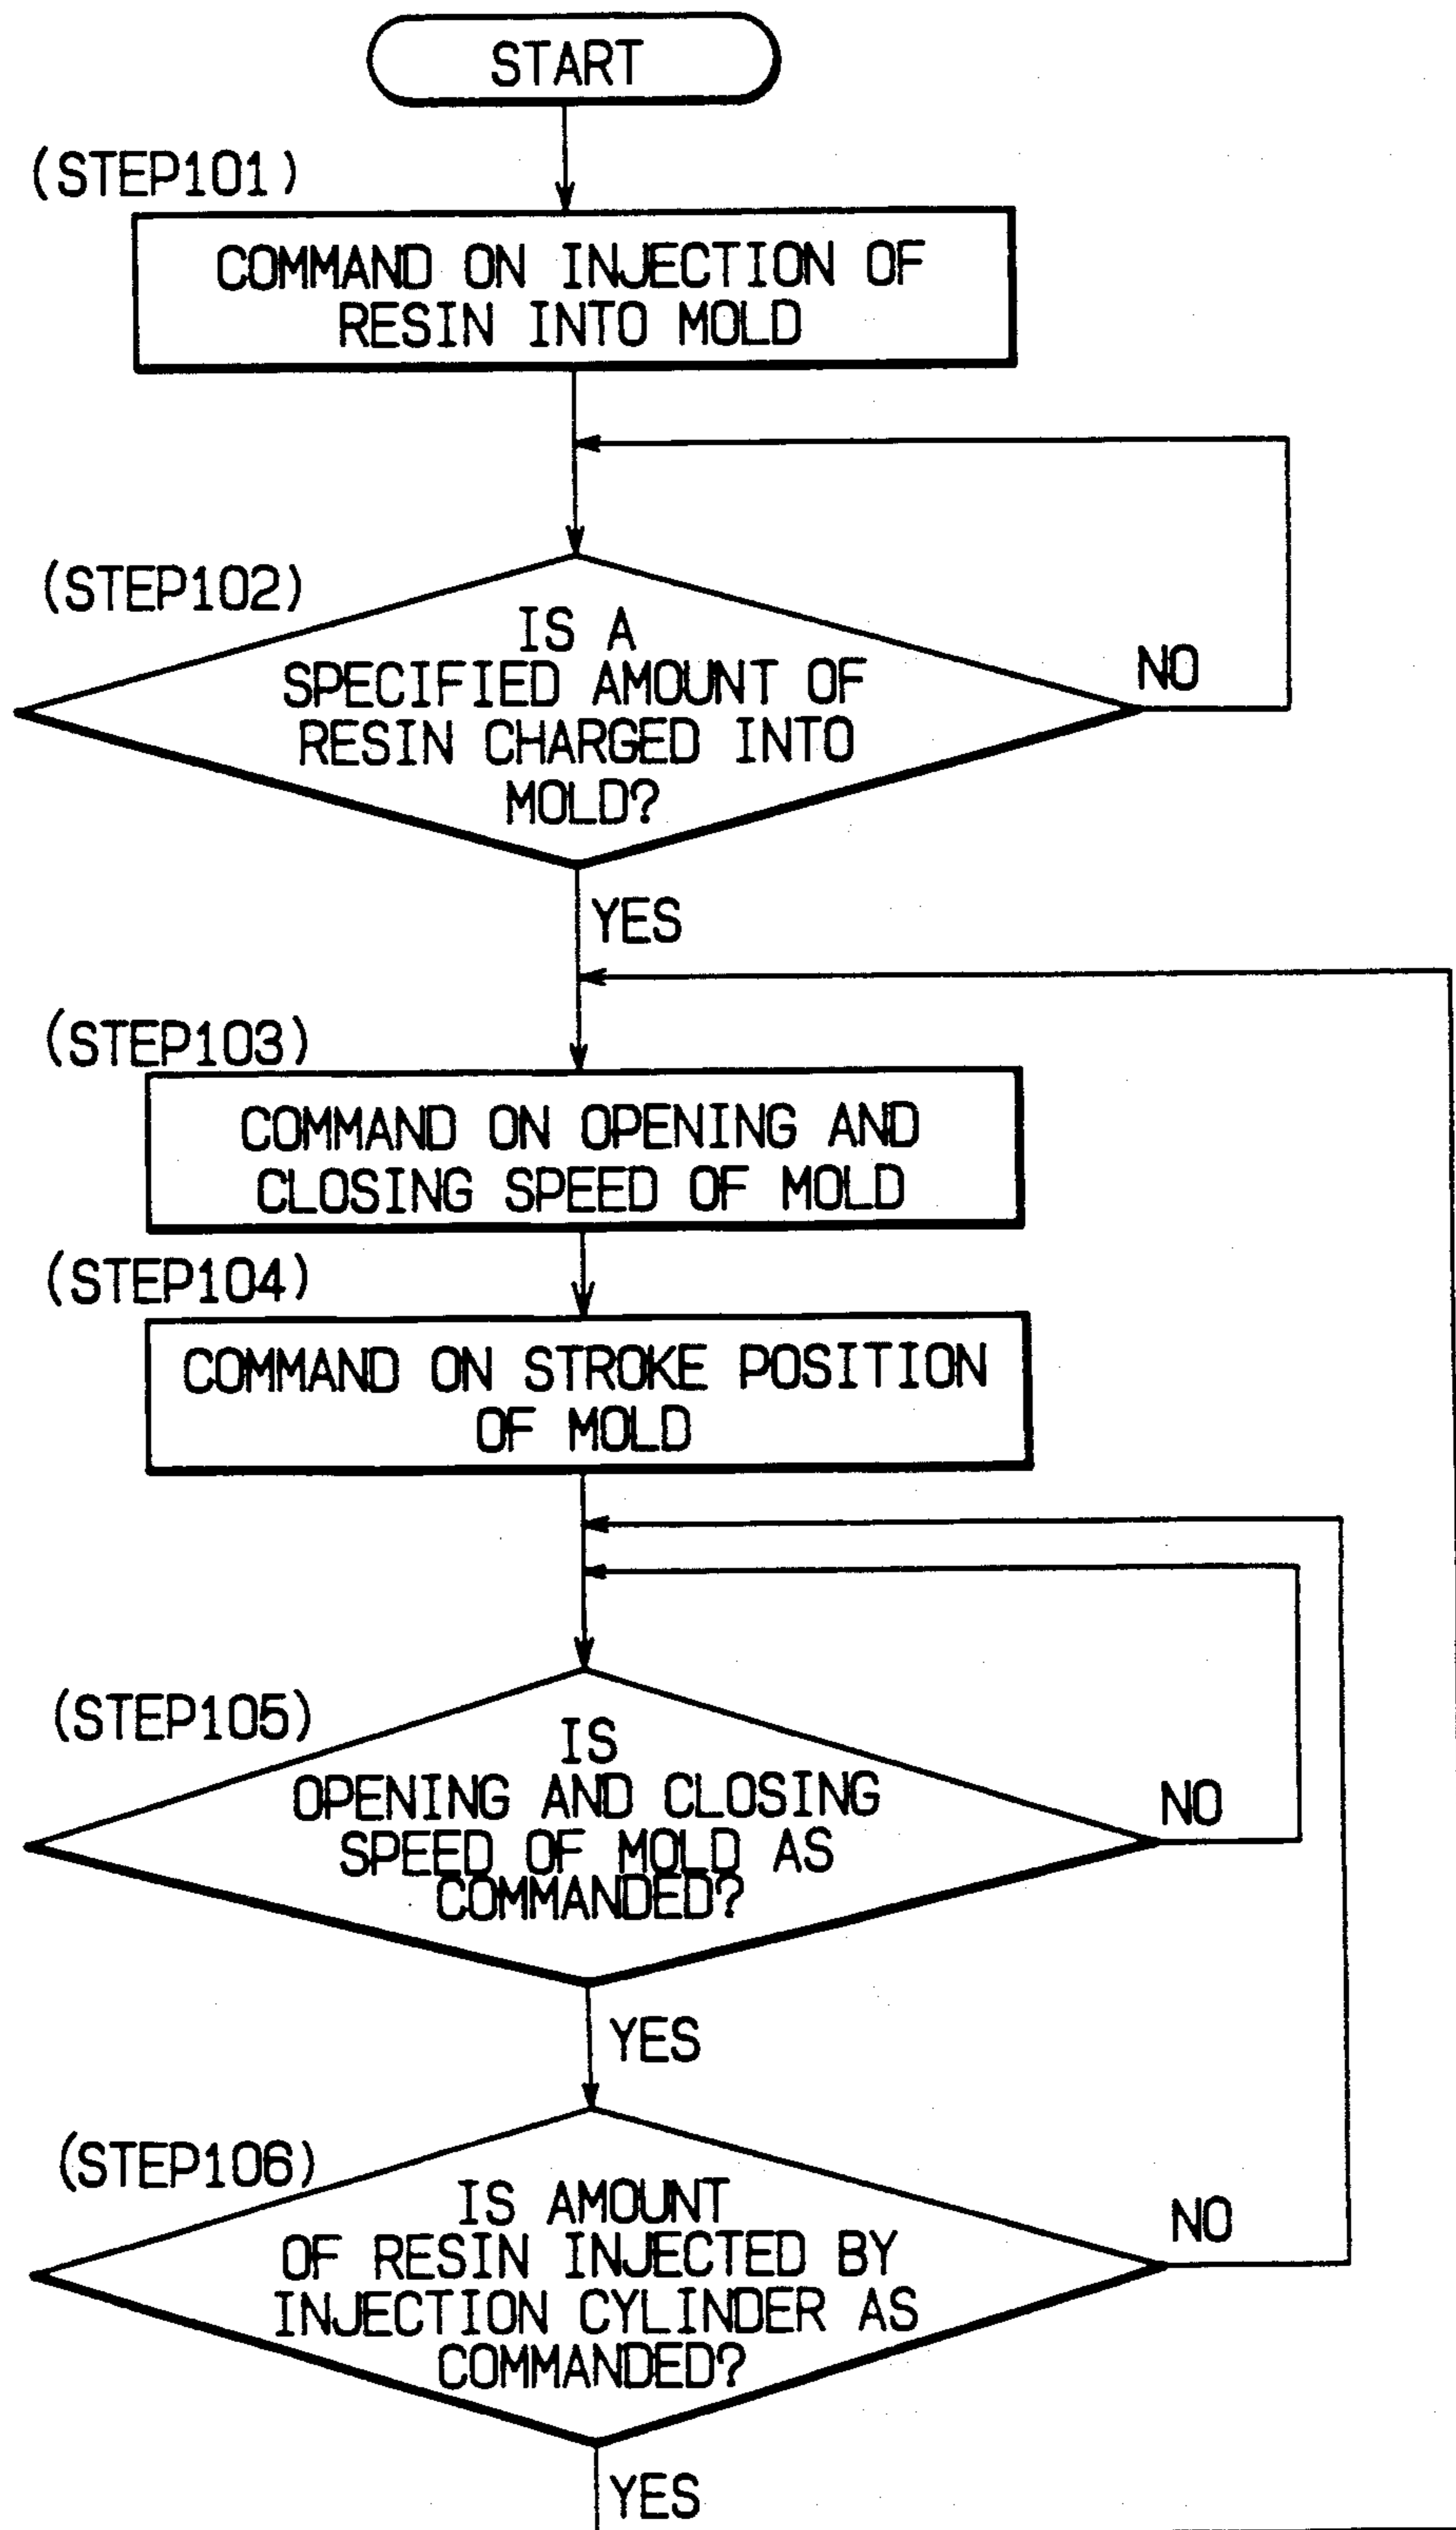 START
(STEP101)
COMMAND ON INJECTION OF
RESIN INTO MOLD
(STEP102)
IS A
SPECIFIED AMOUNT OF
RESIN CHARGED INTO
MOLD?
NO
YES
(STEP103)
COMMAND ON OPENING AND
CLOSING SPEED OF MOLD
(STEP104)
COMMAND ON STROKE POSITION
OF MOLD
(STEP105)
IS
OPENING AND CLOSING
SPEED OF MOLD AS
COMMANDED?
NO
YES
(STEP106)
IS AMOUNT
OF RESIN INJECTED BY
INJECTION CYLINDER AS
COMMANDED?
NO
YES